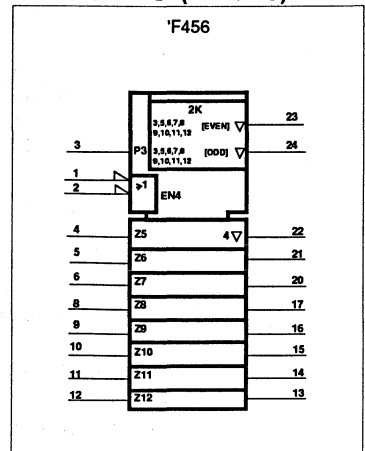 'F456
2K
3,5,6,7,8
9,10,11,12 [EVEN] ▽ 23
3 P3 3,5,6,7,8
9,10,11,12 [ODD] ▽ 24
1
2 ≥1 EN4
4 Z5 4▽ 22
5 Z6 21
6 Z7 20
8 Z8 17
9 Z9 16
10 Z10 15
11 Z11 14
12 Z12 13